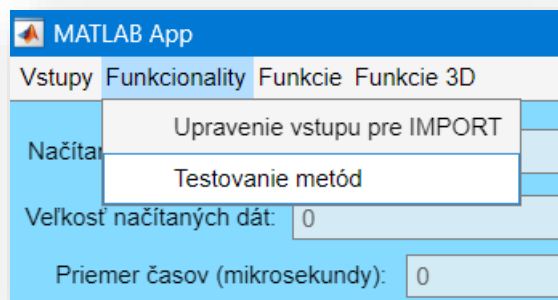 MATLAB App
Vstupy Funkcionality Funkcie Funkcie 3D
Upravenie vstupu pre IMPORT
Testovanie metód
Veľkosť načítaných dát: 0
Priemer časov (mikrosekundy): 0